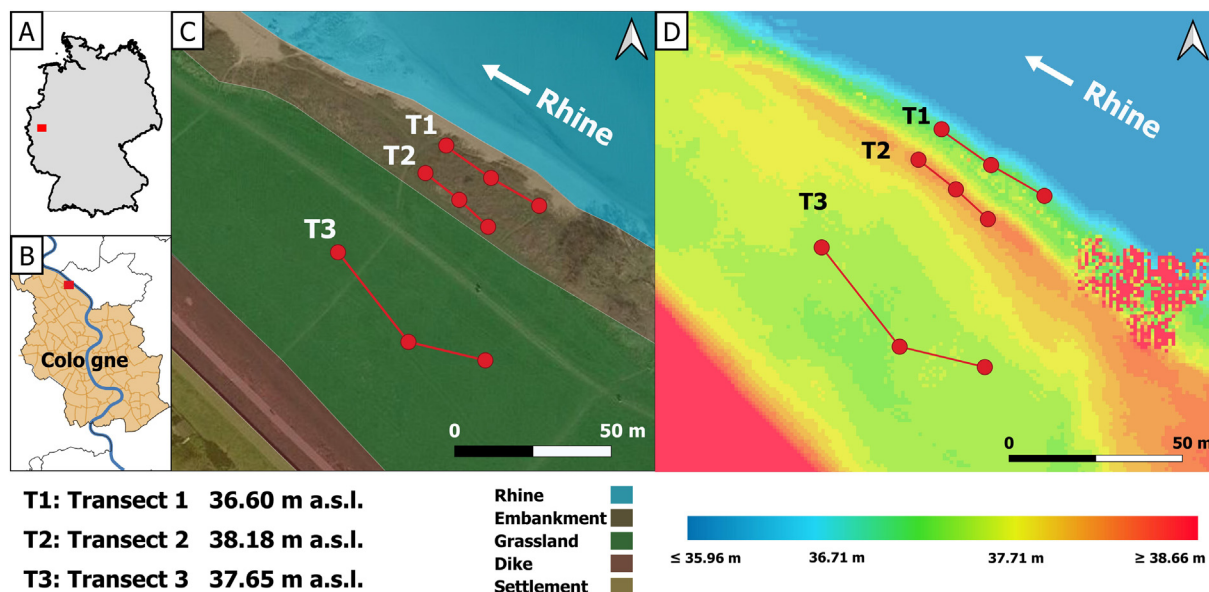 A
B
Cologne
C
Rhine
T1
T2
T3
0 50 m
D
Rhine
T1
T2
T3
0 50 m
T1: Transect 1 36.60 m a.s.l.
T2: Transect 2 38.18 m a.s.l.
T3: Transect 3 37.65 m a.s.l.
Rhine
Embankment
Grassland
Dike
Settlement
≤ 35.96 m 36.71 m 37.71 m ≥ 38.66 m